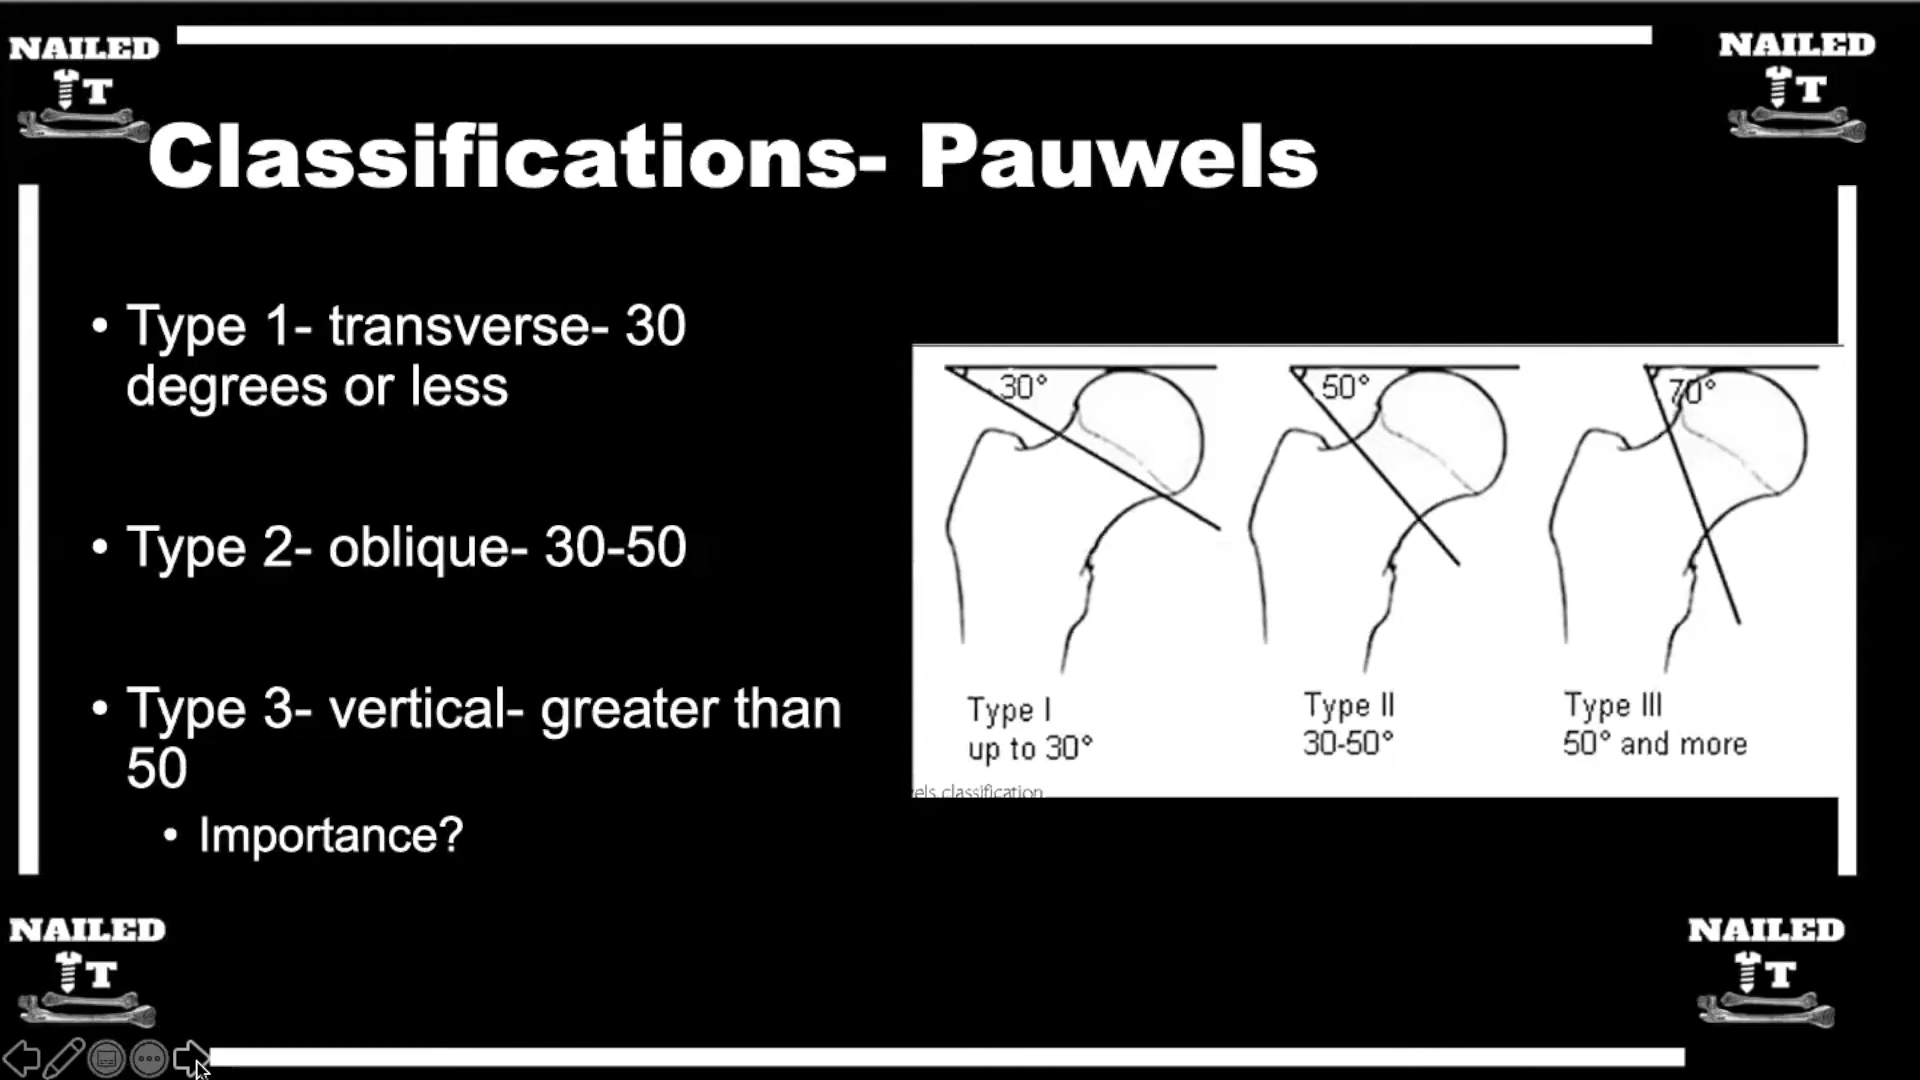 NAILED
IT
NAILED
IT
Classifications- Pauwels
• Type 1- transverse- 30
degrees or less
• Type 2- oblique- 30-50
• Type 3- vertical- greater than
50
• Importance?
30°
50°
70°
Type I
up to 30°
Type II
30-50°
Type III
50° and more
els classification
NAILED
IT
NAILED
IT